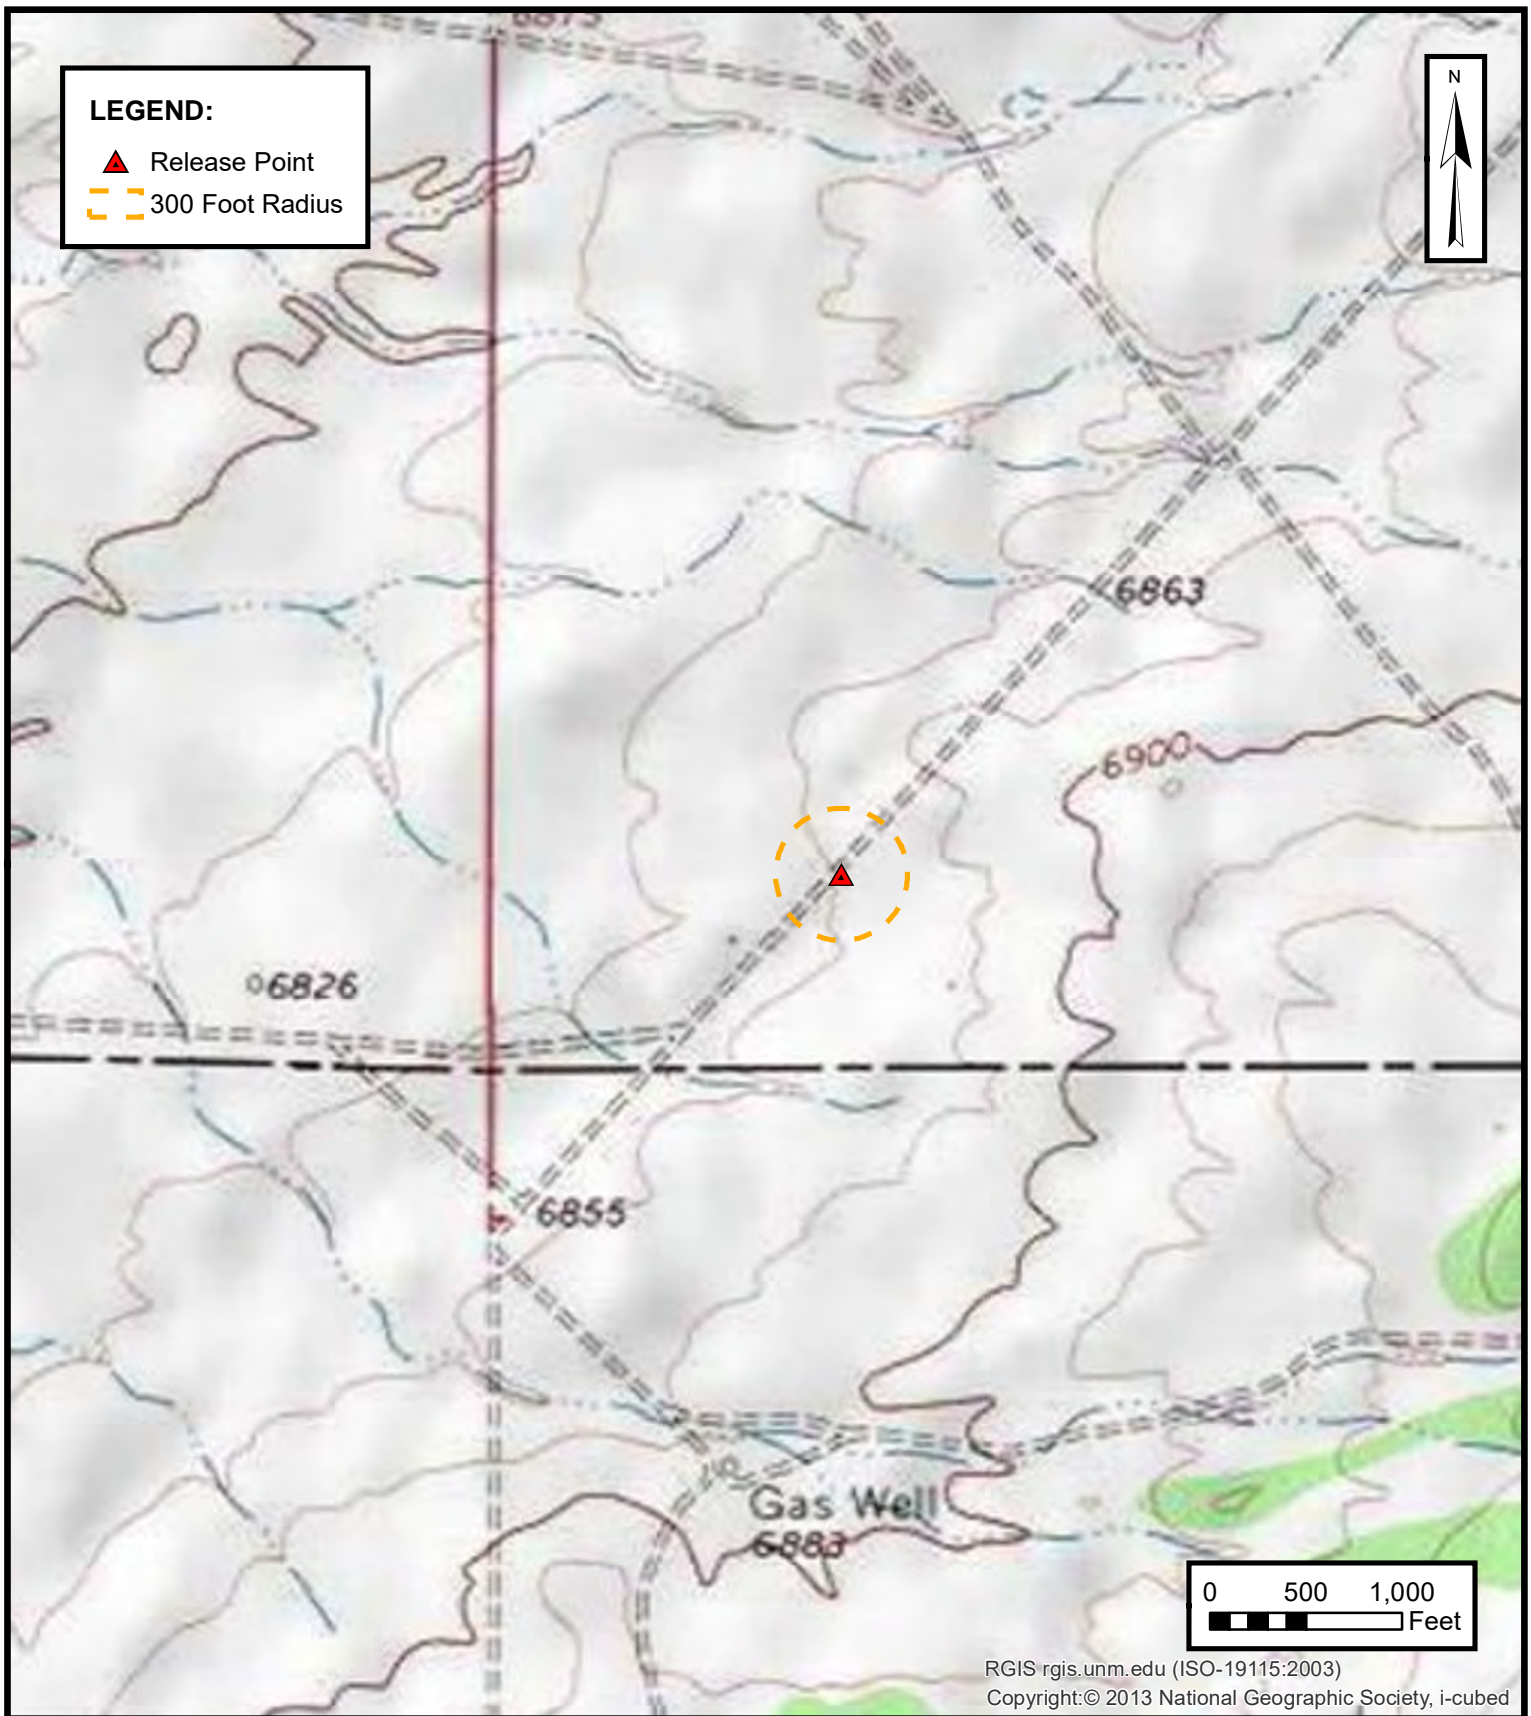 6875
LEGEND:
N
Release Point
300 Foot Radius
6863
6900
6826
6855
Gas Well
6883
0 500 1,000
Feet
RGIS rgis.unm.edu (ISO-19115:2003)
Copyright:© 2013 National Geographic Society, i-cubed